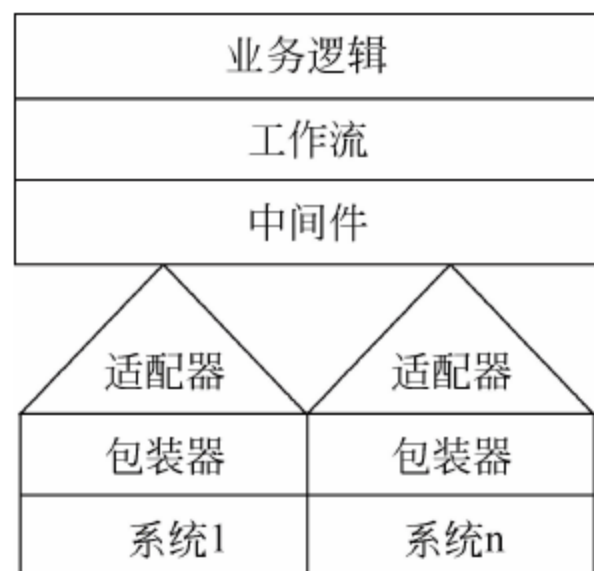 业务逻辑
工作流
中间件
适配器 适配器
包装器 包装器
系统1 系统n